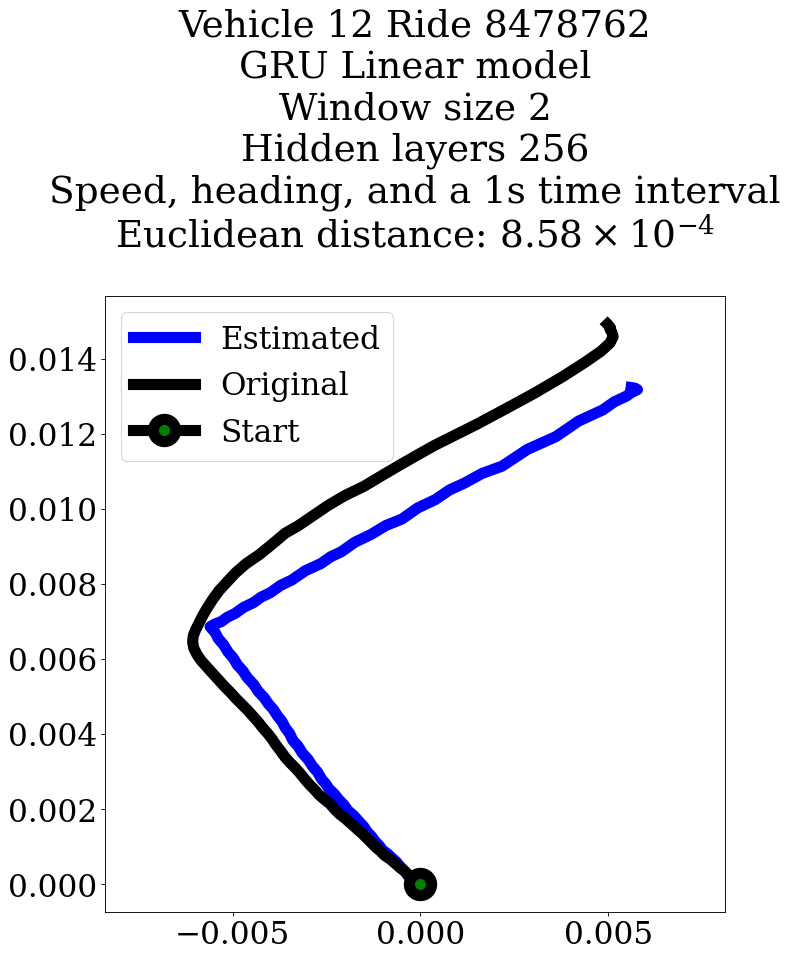 Vehicle 12 Ride 8478762
GRU Linear model
Window size 2
Hidden layers 256
Speed, heading, and a 1s time interval
Euclidean distance: 8.58 × 10⁻⁴
Estimated
Original
Start
0.014
0.012
0.010
0.008
0.006
0.004
0.002
0.000
−0.005 0.000 0.005